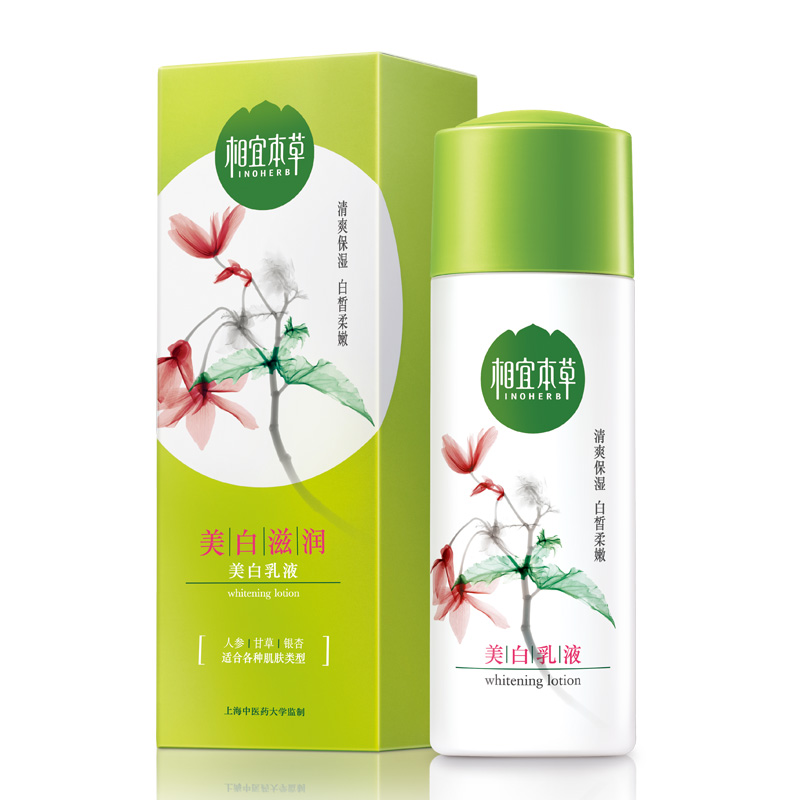 相宜本草
INOHERB
清爽保湿 白皙柔嫩
美|白|滋|润
美白乳液
whitening lotion
[ 人参|甘草|银杏
适合各种肌肤类型 ]
上海中医药大学监制
相宜本草
INOHERB
清爽保湿 白皙柔嫩
美|白|乳|液
whitening lotion